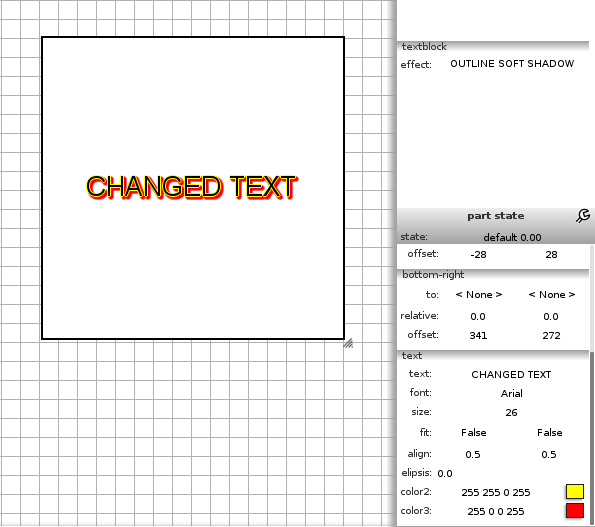 CHANGED TEXT
textblock
effect: OUTLINE SOFT SHADOW
part state
state: default 0.00
offset: -28 28
bottom-right
to: < None > < None >
relative: 0.0 0.0
offset: 341 272
text
text: CHANGED TEXT
font: Arial
size: 26
fit: False False
align: 0.5 0.5
elipsis: 0.0
color2: 255 255 0 255
color3: 255 0 0 255